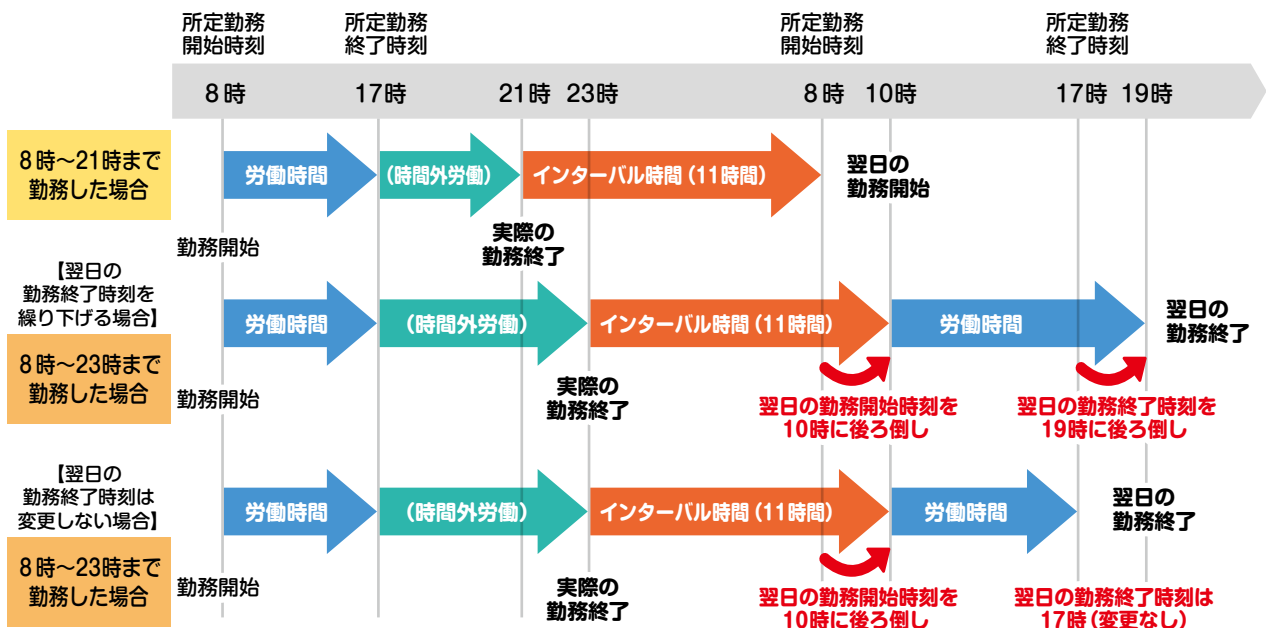 所定勤務
開始時刻
所定勤務
終了時刻
所定勤務
開始時刻
所定勤務
終了時刻
8時 17時 21時 23時 8時 10時 17時 19時
8時～21時まで
勤務した場合
労働時間
(時間外労働)
インターバル時間(11時間)
翌日の
勤務開始
勤務開始
実際の
勤務終了
【翌日の
勤務終了時刻を
繰り下げる場合】
8時～23時まで
勤務した場合
労働時間
(時間外労働)
インターバル時間(11時間)
労働時間
翌日の
勤務終了
勤務開始
実際の
勤務終了
翌日の勤務開始時刻を
10時に後ろ倒し
翌日の勤務終了時刻を
19時に後ろ倒し
【翌日の
勤務終了時刻は
変更しない場合】
8時～23時まで
勤務した場合
労働時間
(時間外労働)
インターバル時間(11時間)
労働時間
翌日の
勤務終了
勤務開始
実際の
勤務終了
翌日の勤務開始時刻を
10時に後ろ倒し
翌日の勤務終了時刻は
17時(変更なし)